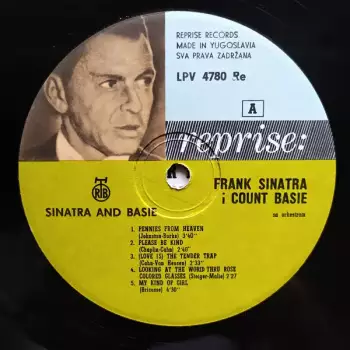 REPRISE RECORDS
MADE IN YUGOSLAVIA
SVA PRAVA ZADRŽANA
LPV 4780 Re
A
reprise:
RTB
FRANK SINATRA
i COUNT BASIE
sa orkestrom
SINATRA AND BASIE
1. PENNIES FROM HEAVEN
(Johnston-Burke) 3'40"
2. PLEASE BE KIND
(Chaplin-Cahn) 2'40"
3. (LOVE IS) THE TENDER TRAP
(Cahn-Van Heusen) 2'33"
4. LOOKING AT THE WORLD THRU ROSE
COLORED GLASSES (Steiger-Malie) 2'27
5. MY KIND OF GIRL
(Bricusse) 4'30"